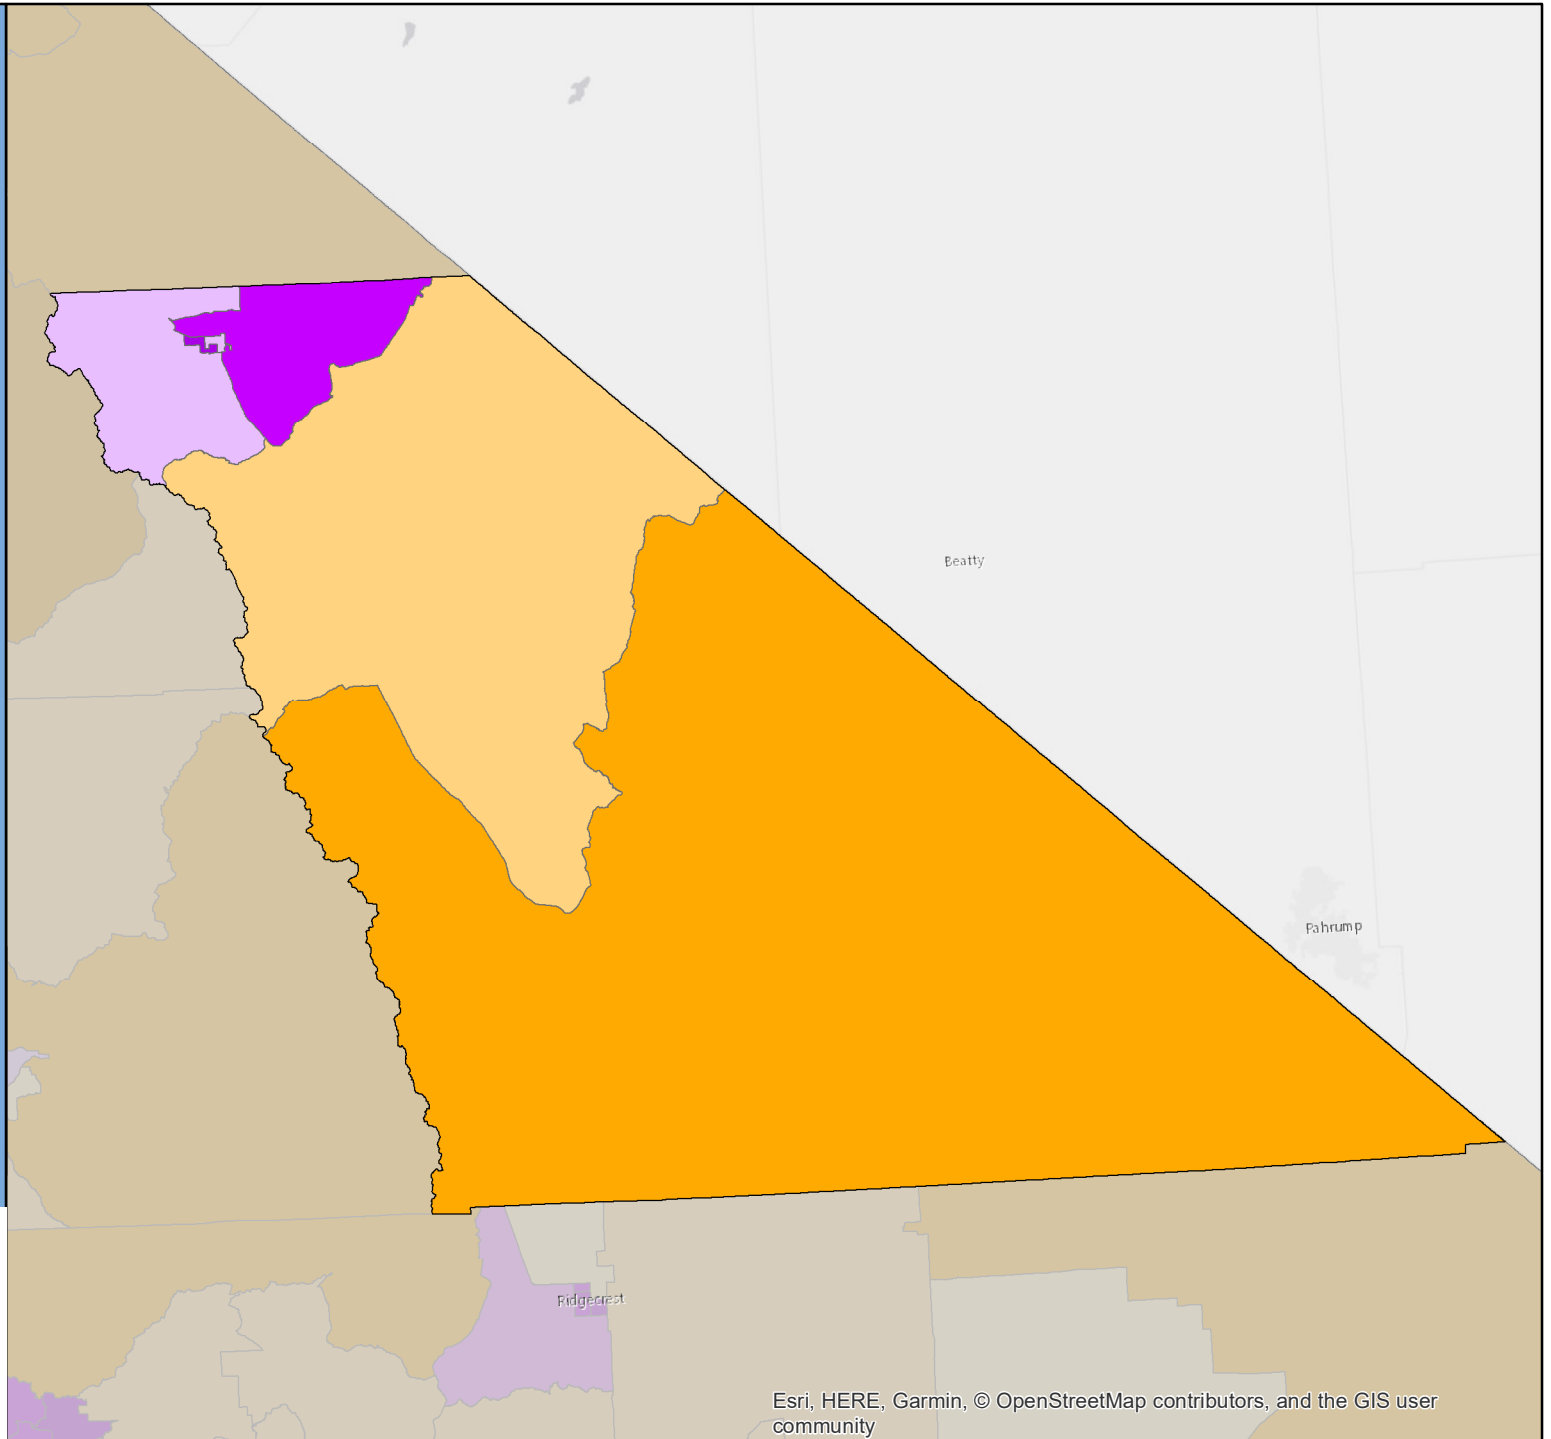 Beatty
Pahrump
Ridgecrest
Esri, HERE, Garmin, © OpenStreetMap contributors, and the GIS user
community